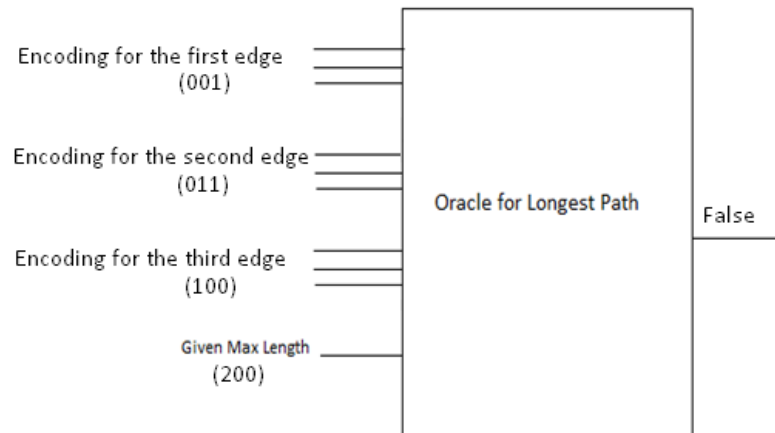 Encoding for the first edge
(001)
Encoding for the second edge
(011)
Oracle for Longest Path
False
Encoding for the third edge
(100)
Given Max Length
(200)